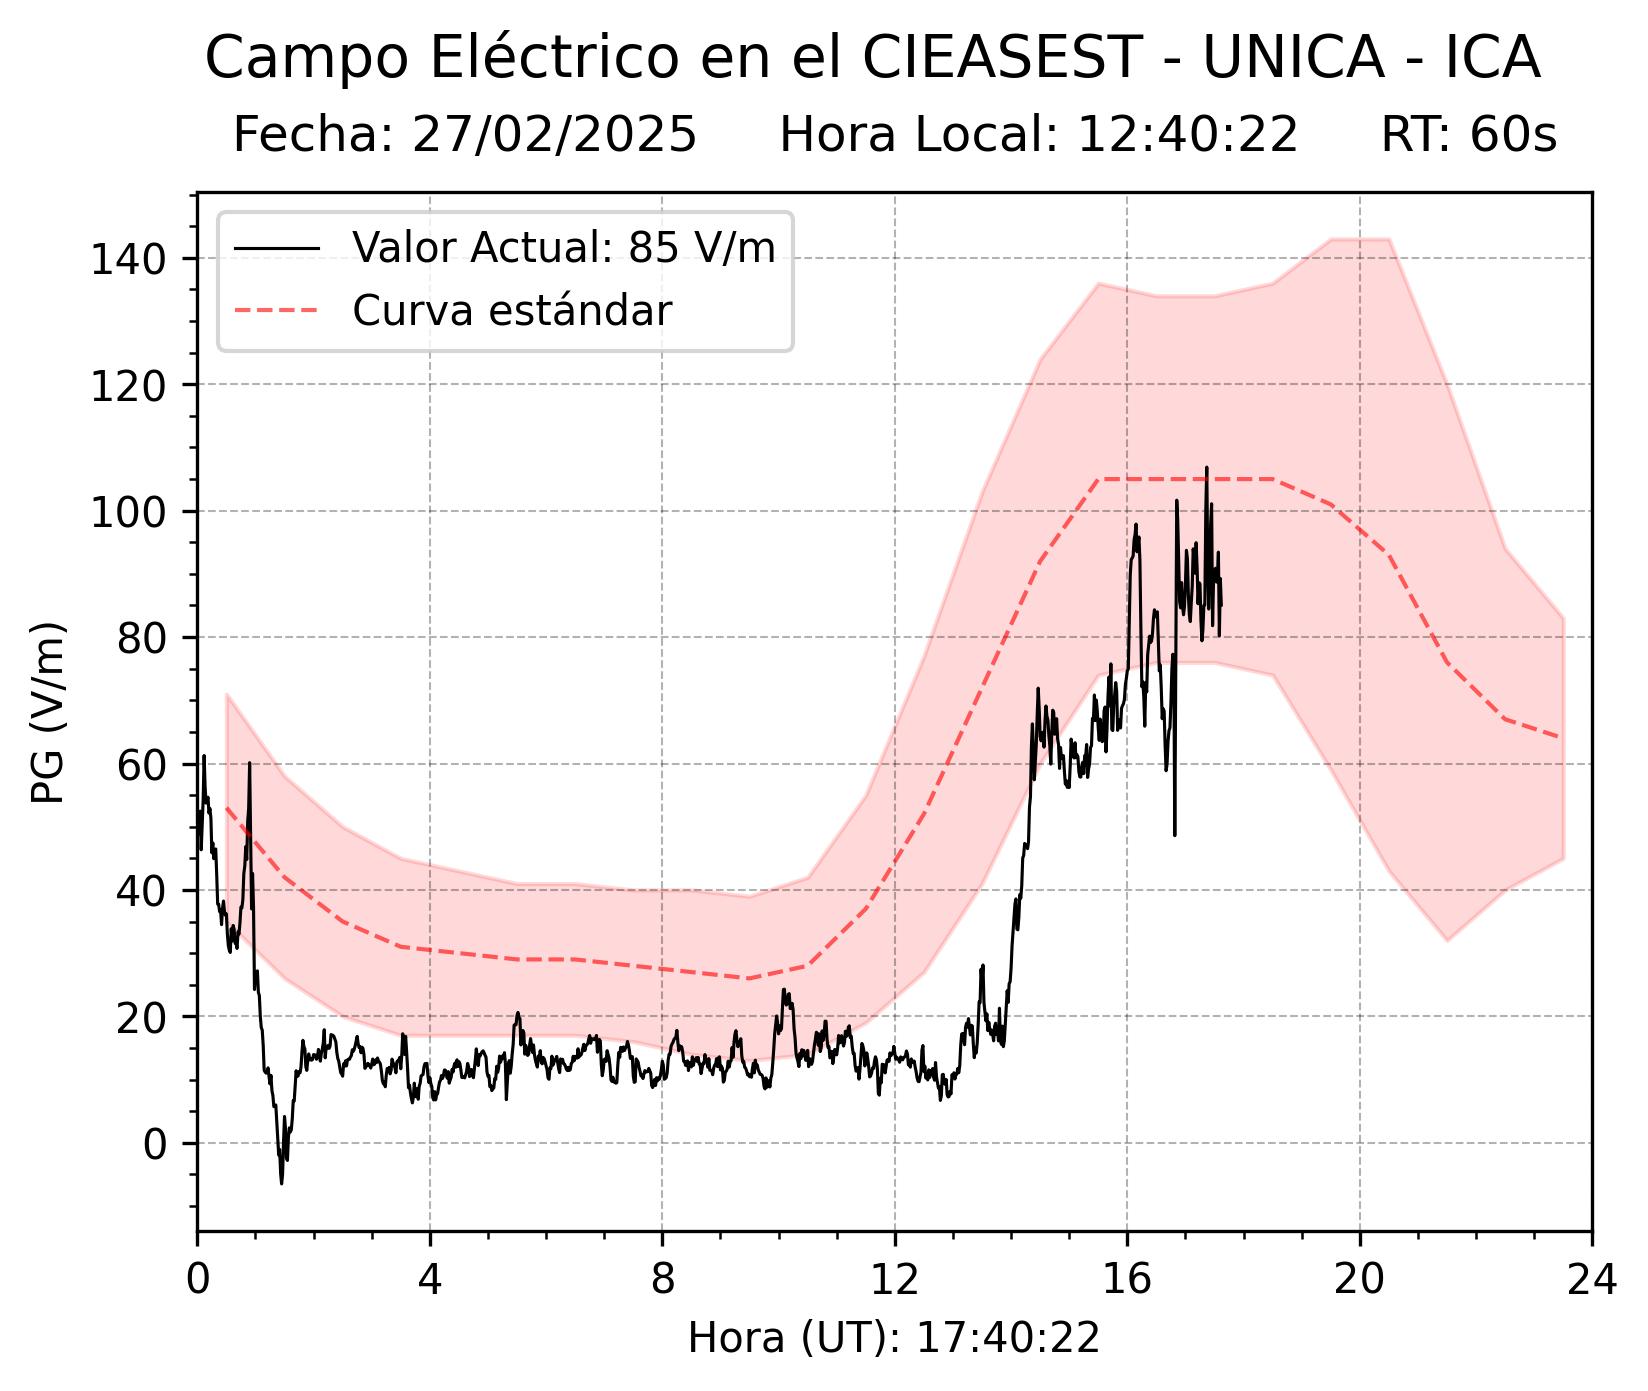 Campo Eléctrico en el CIEASEST - UNICA - ICA
Fecha: 27/02/2025 Hora Local: 12:40:22 RT: 60s
Valor Actual: 85 V/m
Curva estándar
140
120
100
80
60
40
20
0
PG (V/m)
0 4 8 12 16 20 24
Hora (UT): 17:40:22